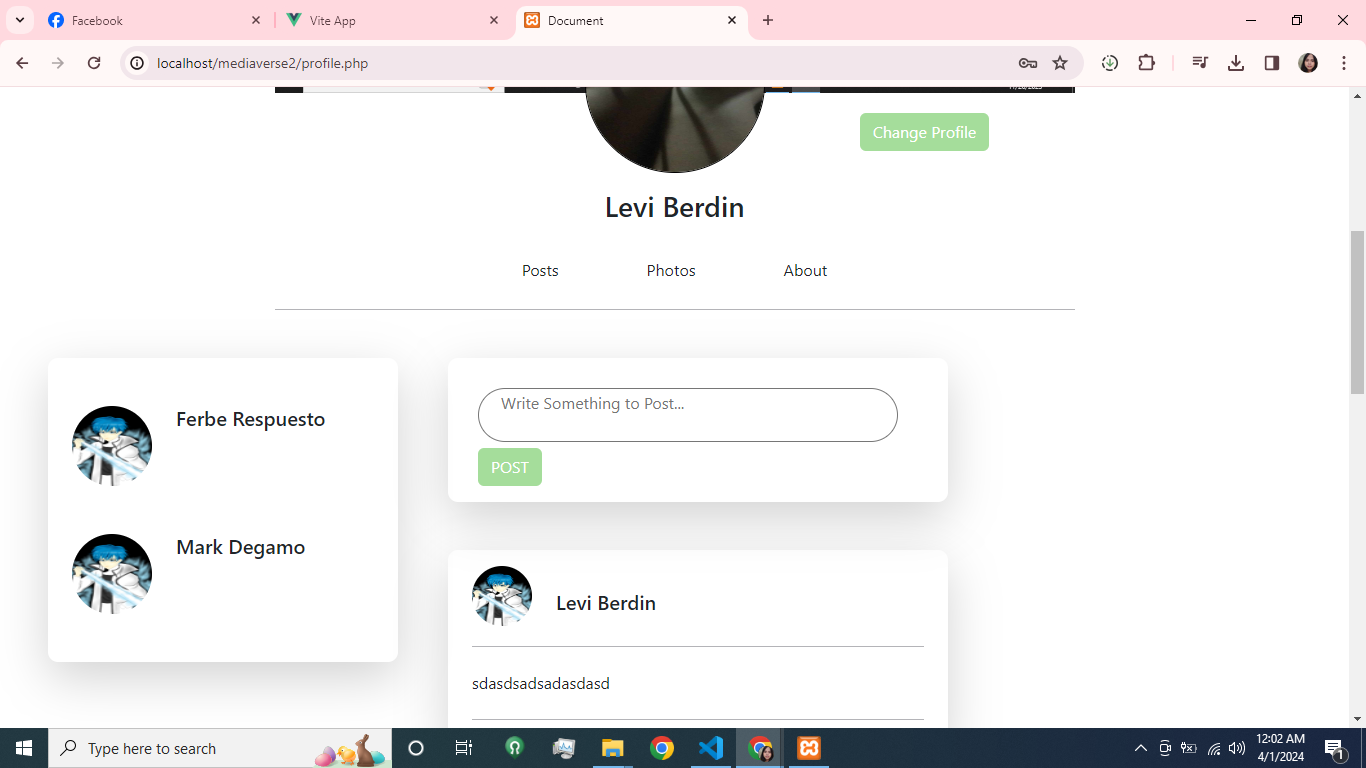 Facebook
Vite App
Document
localhost/mediaverse2/profile.php
Change Profile
Levi Berdin
Posts
Photos
About
Ferbe Respuesto
Mark Degamo
Write Something to Post...
POST
Levi Berdin
sdasdsadsadasdasd
Type here to search
12:02 AM
4/1/2024
1